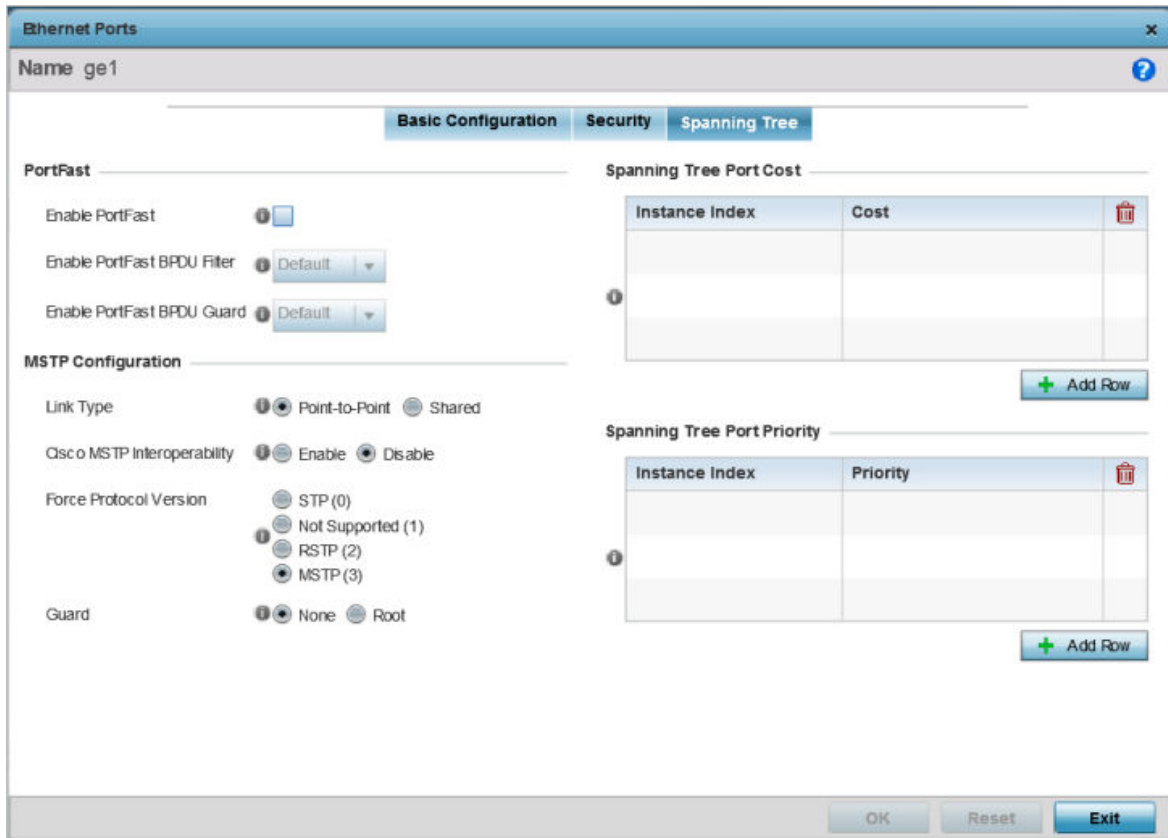 Ethernet Ports
Name ge1
Basic Configuration Security Spanning Tree
PortFast
Enable PortFast
Enable PortFast BPDU Filter Default
Enable PortFast BPDU Guard Default
MSTP Configuration
Link Type Point-to-Point Shared
Cisco MSTP Interoperability Enable Disable
Force Protocol Version STP (0)
Not Supported (1)
RSTP (2)
MSTP (3)
Guard None Root
Spanning Tree Port Cost
Instance Index Cost
Add Row
Spanning Tree Port Priority
Instance Index Priority
Add Row
OK Reset Exit